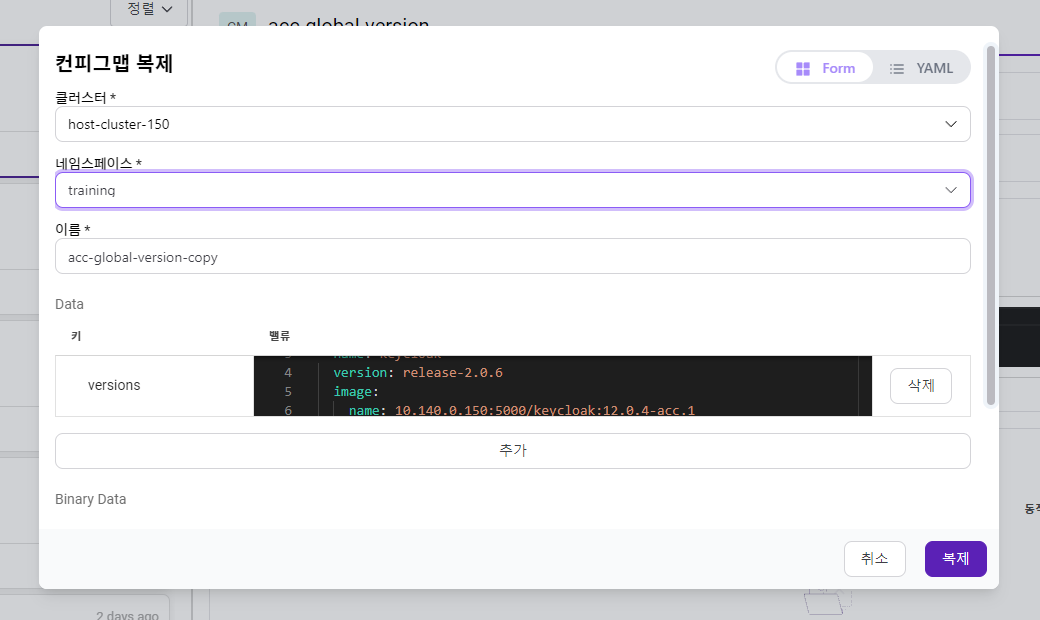 정렬
CM acc-global-version
컨피그맵 복제
Form
YAML
클러스터 *
host-cluster-150
네임스페이스 *
training
이름 *
acc-global-version-copy
Data
키 밸류
versions
3 name: keycloak
4 version: release-2.0.6
5 image:
6 name: 10.140.0.150:5000/keycloak:12.0.4-acc.1
삭제
추가
Binary Data
취소 복제
2 days ago